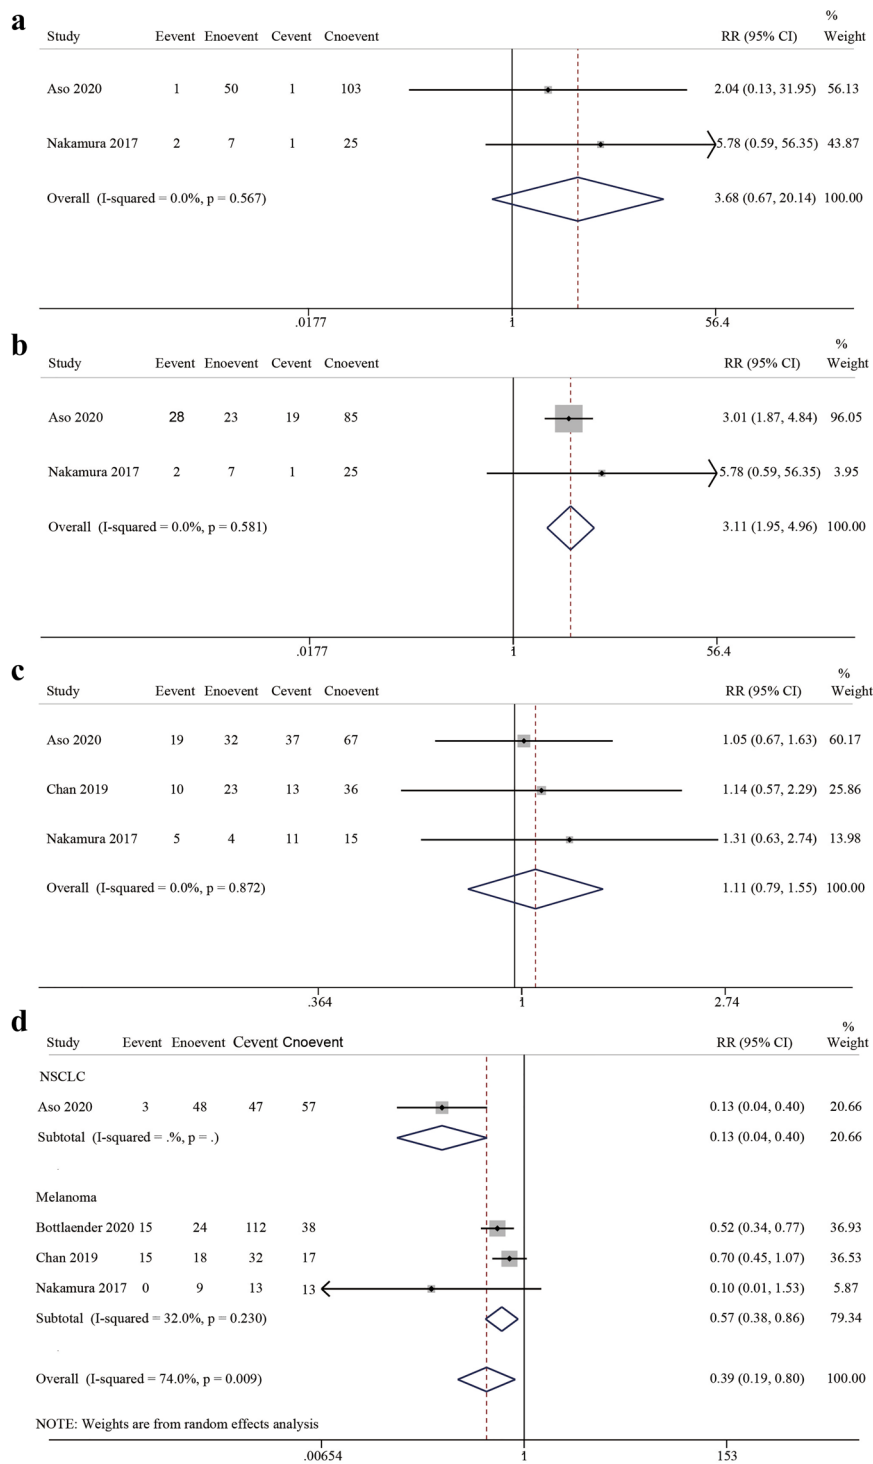 a
%
Study Eevent Enoevent Cevent Cnoevent RR (95% CI) Weight
Aso 2020 1 50 1 103 2.04 (0.13, 31.95) 56.13
Nakamura 2017 2 7 1 25 5.78 (0.59, 56.35) 43.87
Overall (I-squared = 0.0%, p = 0.567) 3.68 (0.67, 20.14) 100.00
.0177 1 56.4
b
%
Study Eevent Enoevent Cevent Cnoevent RR (95% CI) Weight
Aso 2020 28 23 19 85 3.01 (1.87, 4.84) 96.05
Nakamura 2017 2 7 1 25 5.78 (0.59, 56.35) 3.95
Overall (I-squared = 0.0%, p = 0.581) 3.11 (1.95, 4.96) 100.00
.0177 1 56.4
c
%
Study Eevent Enoevent Cevent Cnoevent RR (95% CI) Weight
Aso 2020 19 32 37 67 1.05 (0.67, 1.63) 60.17
Chan 2019 10 23 13 36 1.14 (0.57, 2.29) 25.86
Nakamura 2017 5 4 11 15 1.31 (0.63, 2.74) 13.98
Overall (I-squared = 0.0%, p = 0.872) 1.11 (0.79, 1.55) 100.00
.364 1 2.74
d
%
Study Eevent Enoevent Cevent Cnoevent RR (95% CI) Weight
NSCLC
Aso 2020 3 48 47 57 0.13 (0.04, 0.40) 20.66
Subtotal (I-squared = .%, p = .) 0.13 (0.04, 0.40) 20.66
.
Melanoma
Bottlaender 2020 15 24 112 38 0.52 (0.34, 0.77) 36.93
Chan 2019 15 18 32 17 0.70 (0.45, 1.07) 36.53
Nakamura 2017 0 9 13 13 0.10 (0.01, 1.53) 5.87
Subtotal (I-squared = 32.0%, p = 0.230) 0.57 (0.38, 0.86) 79.34
.
Overall (I-squared = 74.0%, p = 0.009) 0.39 (0.19, 0.80) 100.00
NOTE: Weights are from random effects analysis
.00654 1 153